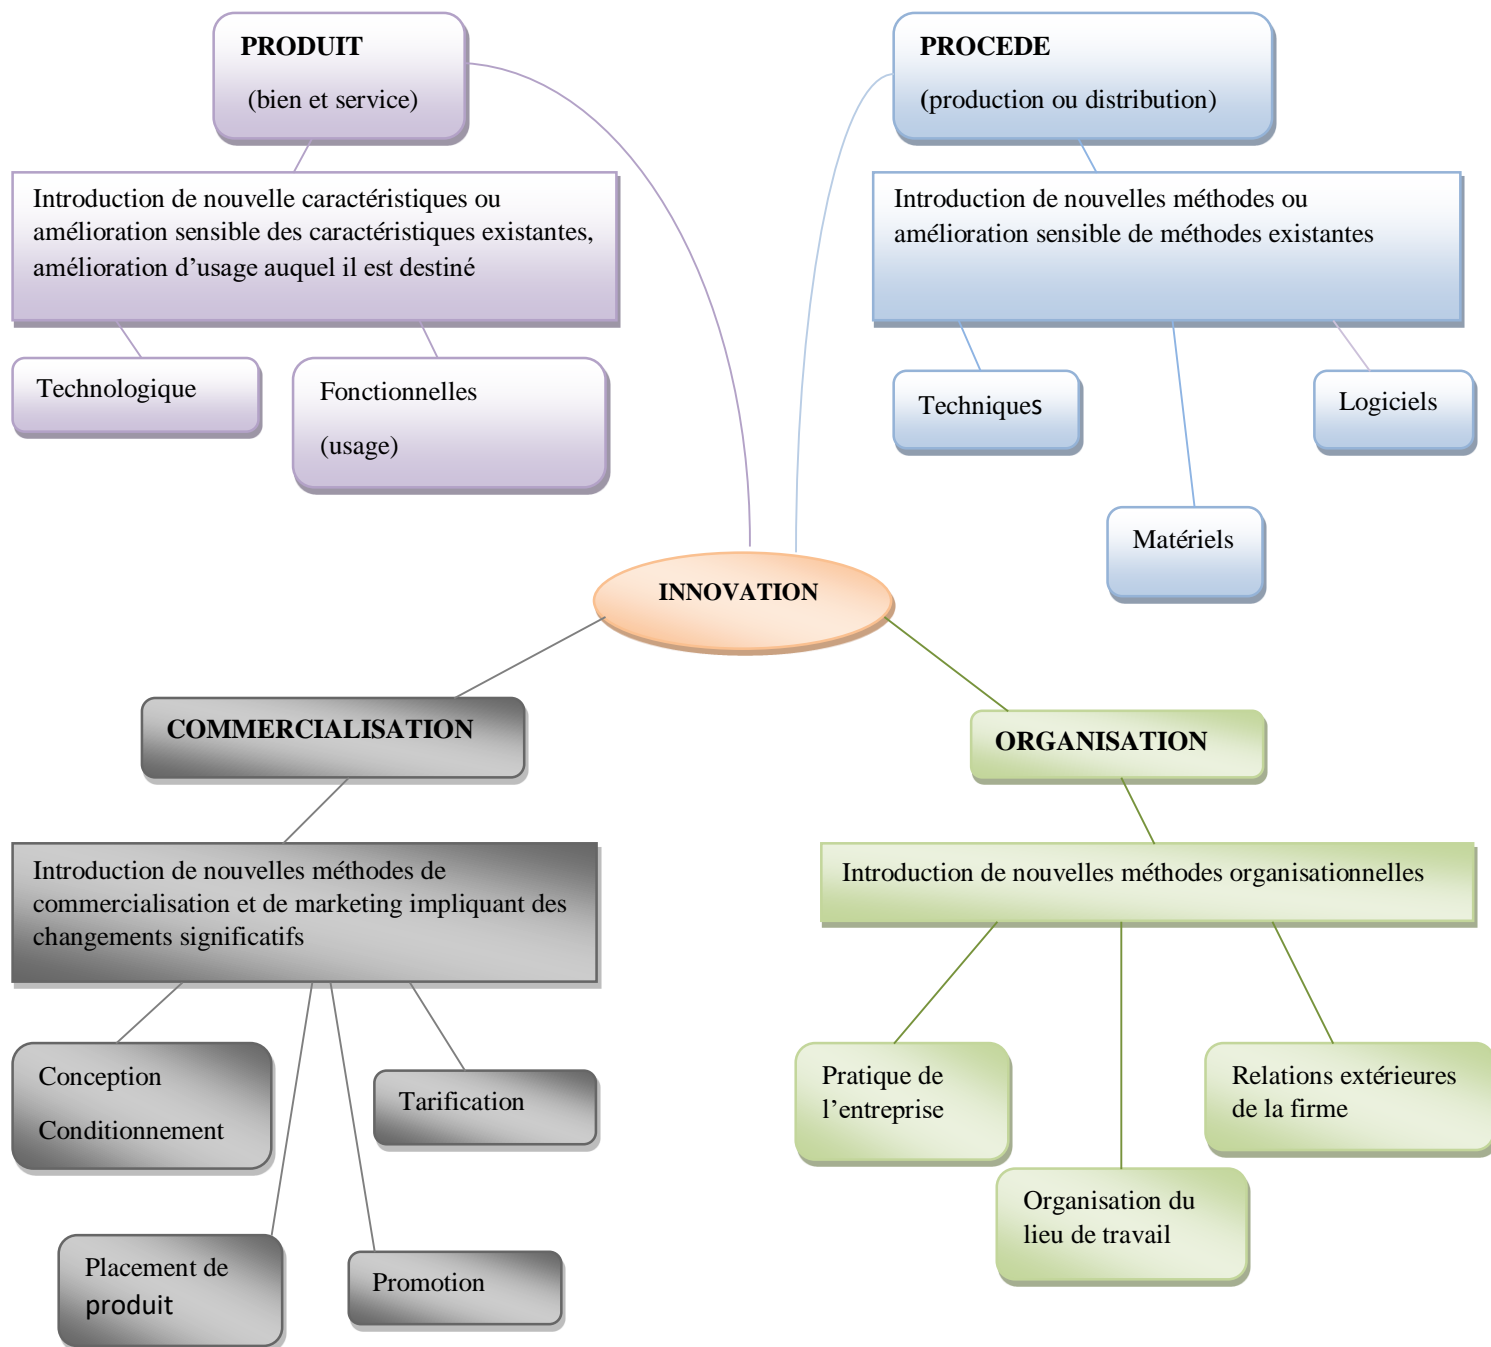 PRODUIT
(bien et service)
Introduction de nouvelle caractéristiques ou
amélioration sensible des caractéristiques existantes,
amélioration d’usage auquel il est destiné
Technologique
Fonctionnelles
(usage)
PROCEDE
(production ou distribution)
Introduction de nouvelles méthodes ou
amélioration sensible de méthodes existantes
Techniques
Logiciels
Matériels
INNOVATION
COMMERCIALISATION
Introduction de nouvelles méthodes de
commercialisation et de marketing impliquant des
changements significatifs
Conception
Conditionnement
Tarification
Placement de
produit
Promotion
ORGANISATION
Introduction de nouvelles méthodes organisationnelles
Pratique de
l’entreprise
Relations extérieures
de la firme
Organisation du
lieu de travail